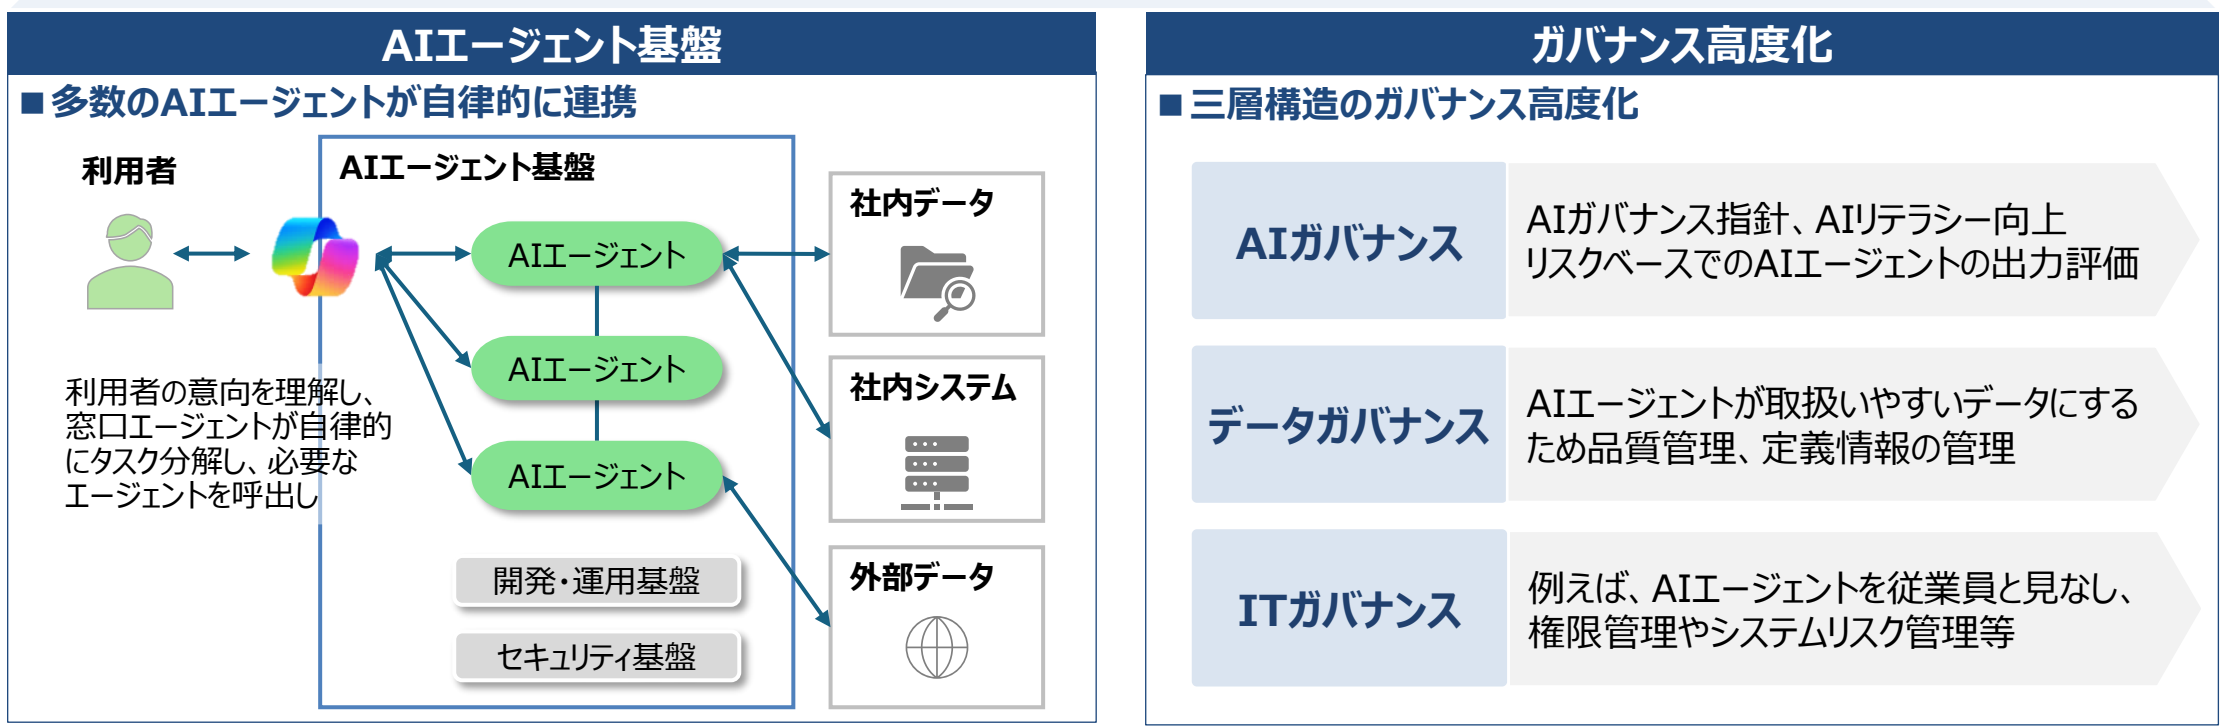 AIエージェント基盤
■多数のAIエージェントが自律的に連携
利用者
AIエージェント基盤
AIエージェント
AIエージェント
AIエージェント
利用者の意向を理解し、
窓口エージェントが自律的
にタスク分解し、必要な
エージェントを呼出し
開発・運用基盤
セキュリティ基盤
社内データ
社内システム
外部データ
ガバナンス高度化
■三層構造のガバナンス高度化
AIガバナンス
AIガバナンス指針、AIリテラシー向上
リスクベースでのAIエージェントの出力評価
データガバナンス
AIエージェントが取扱いやすいデータにする
ため品質管理、定義情報の管理
ITガバナンス
例えば、AIエージェントを従業員と見なし、
権限管理やシステムリスク管理等